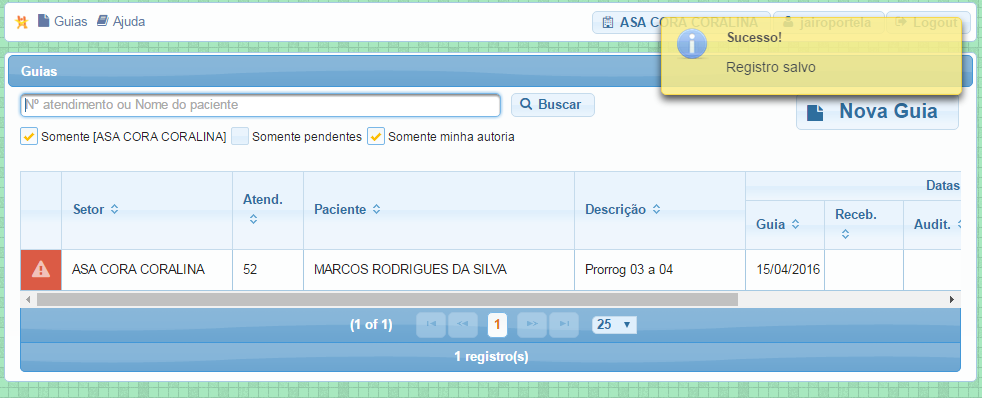 Guias Ajuda ASA CORA CORALINA jairoportela Logout
Sucesso!
Registro salvo
Guias
Nº atendimento ou Nome do paciente Buscar Nova Guia
Somente [ASA CORA CORALINA] Somente pendentes Somente minha autoria
Setor Atend. Paciente Descrição Datas
Guia Receb. Audit.
ASA CORA CORALINA 52 MARCOS RODRIGUES DA SILVA Prorrog 03 a 04 15/04/2016
(1 of 1) 1 25
1 registro(s)